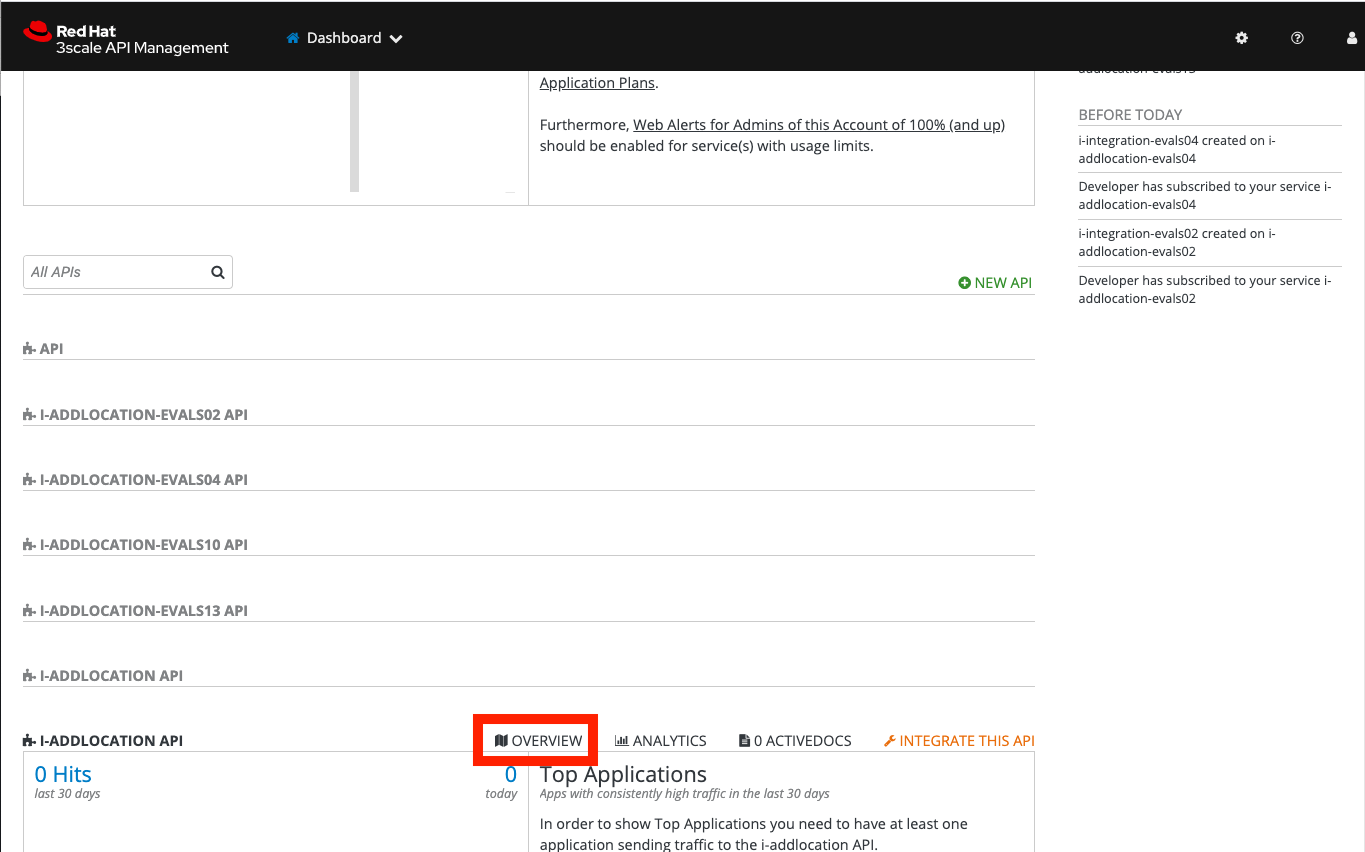 Red Hat
3scale API Management
Dashboard
Application Plans.
Furthermore, Web Alerts for Admins of this Account of 100% (and up)
should be enabled for service(s) with usage limits.
addlocation-evals13
BEFORE TODAY
i-integration-evals04 created on i-
addlocation-evals04
Developer has subscribed to your service i-
addlocation-evals04
i-integration-evals02 created on i-
addlocation-evals02
Developer has subscribed to your service i-
addlocation-evals02
All APIs
NEW API
API
I-ADDLOCATION-EVALS02 API
I-ADDLOCATION-EVALS04 API
I-ADDLOCATION-EVALS10 API
I-ADDLOCATION-EVALS13 API
I-ADDLOCATION API
I-ADDLOCATION API OVERVIEW ANALYTICS 0 ACTIVEDOCS INTEGRATE THIS API
0 Hits 0
last 30 days today
Top Applications
Apps with consistently high traffic in the last 30 days
In order to show Top Applications you need to have at least one
application sending traffic to the i-addlocation API.